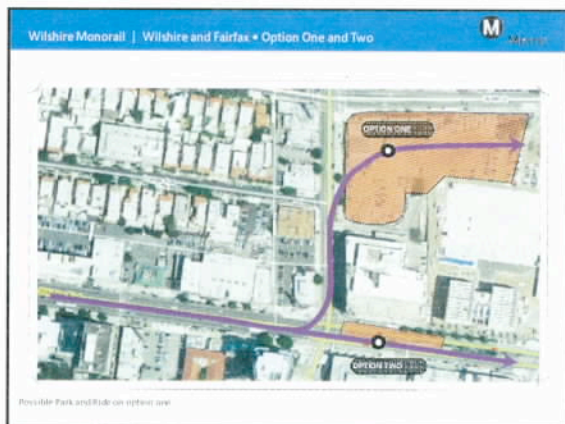 Wilshire Monorail | Wilshire and Fairfax • Option One and Two
M
Metro
OPTION ONE
OPTION TWO
Possible Park and Ride on option one